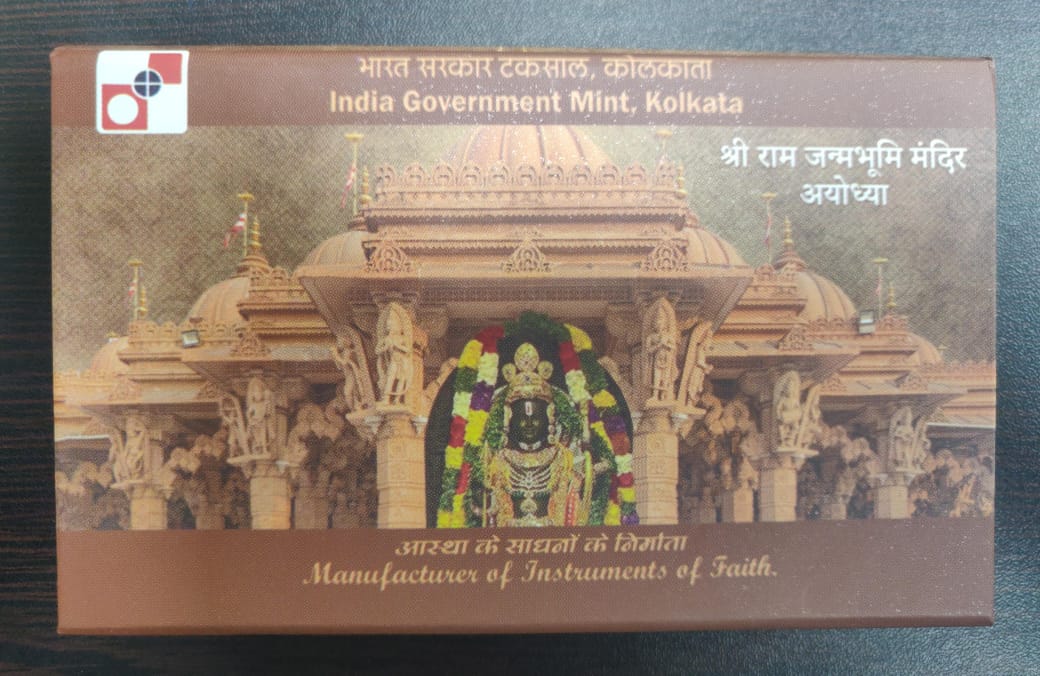 भारत सरकार टकसाल, कोलकाता
India Government Mint, Kolkata
श्री राम जन्मभूमि मंदिर
अयोध्या
आस्था के साधनों के निर्माता
Manufacturer of Instruments of Faith.